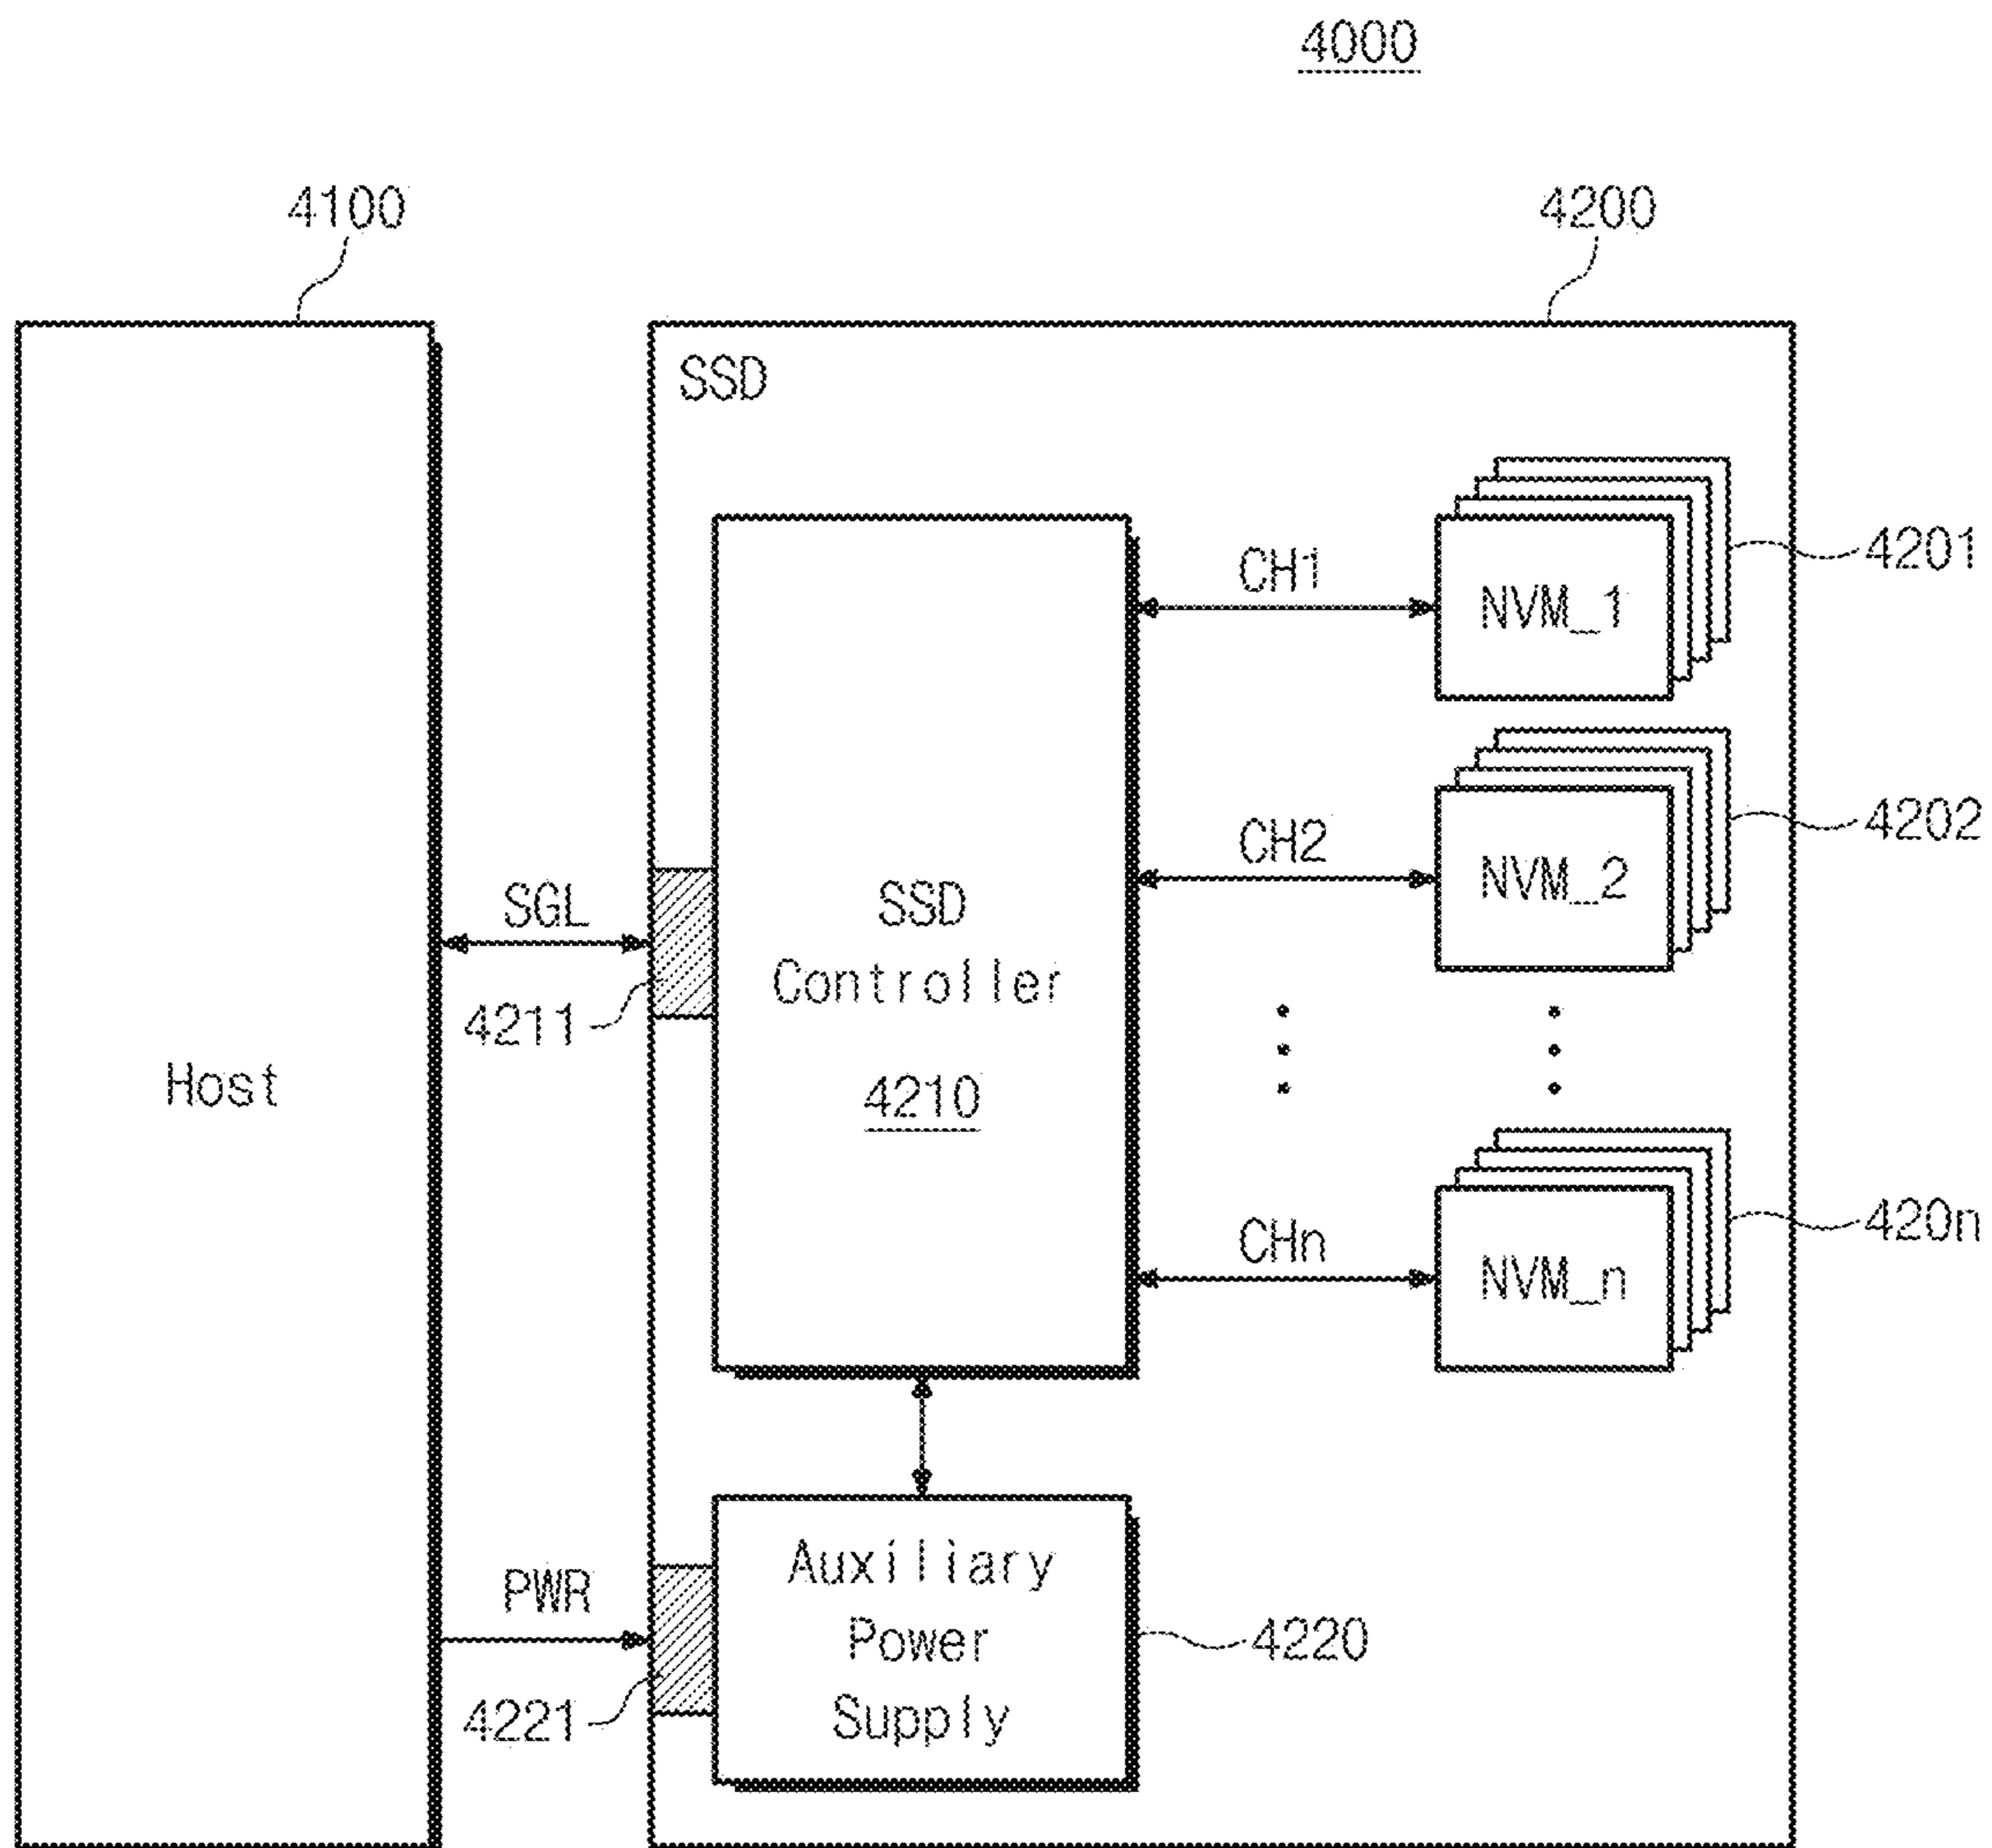 4000
4100
4200
SSD
CH1
NVM_1
4201
CH2
NVM_2
4202
SGL
4211
SSD
Controller
4210
Host
CHn
NVM_n
420n
PWR
4221
Auxiliary
Power
Supply
4220